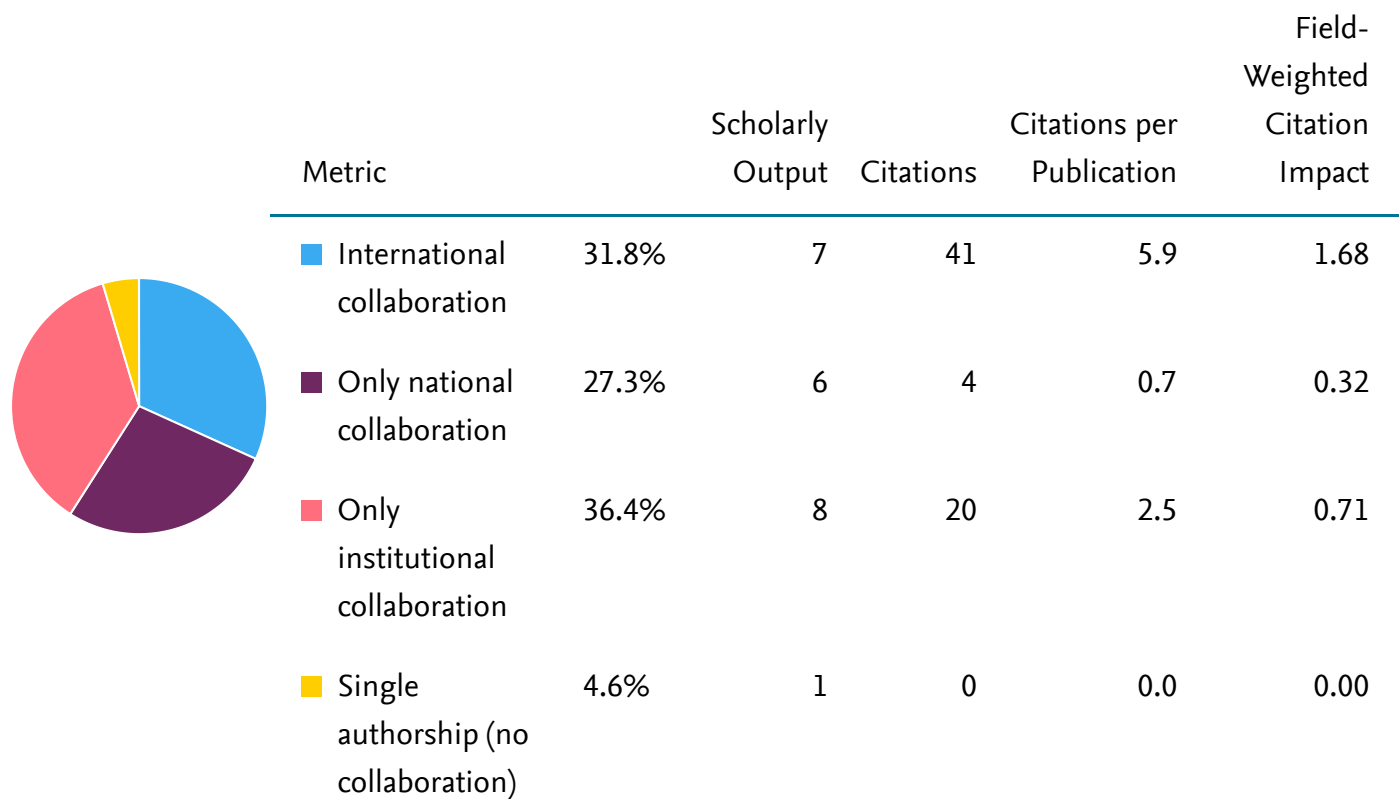 Field-
Weighted
Scholarly Citations per Citation
Metric Output Citations Publication Impact
International 31.8% 7 41 5.9 1.68
collaboration
Only national 27.3% 6 4 0.7 0.32
collaboration
Only 36.4% 8 20 2.5 0.71
institutional
collaboration
Single 4.6% 1 0 0.0 0.00
authorship (no
collaboration)